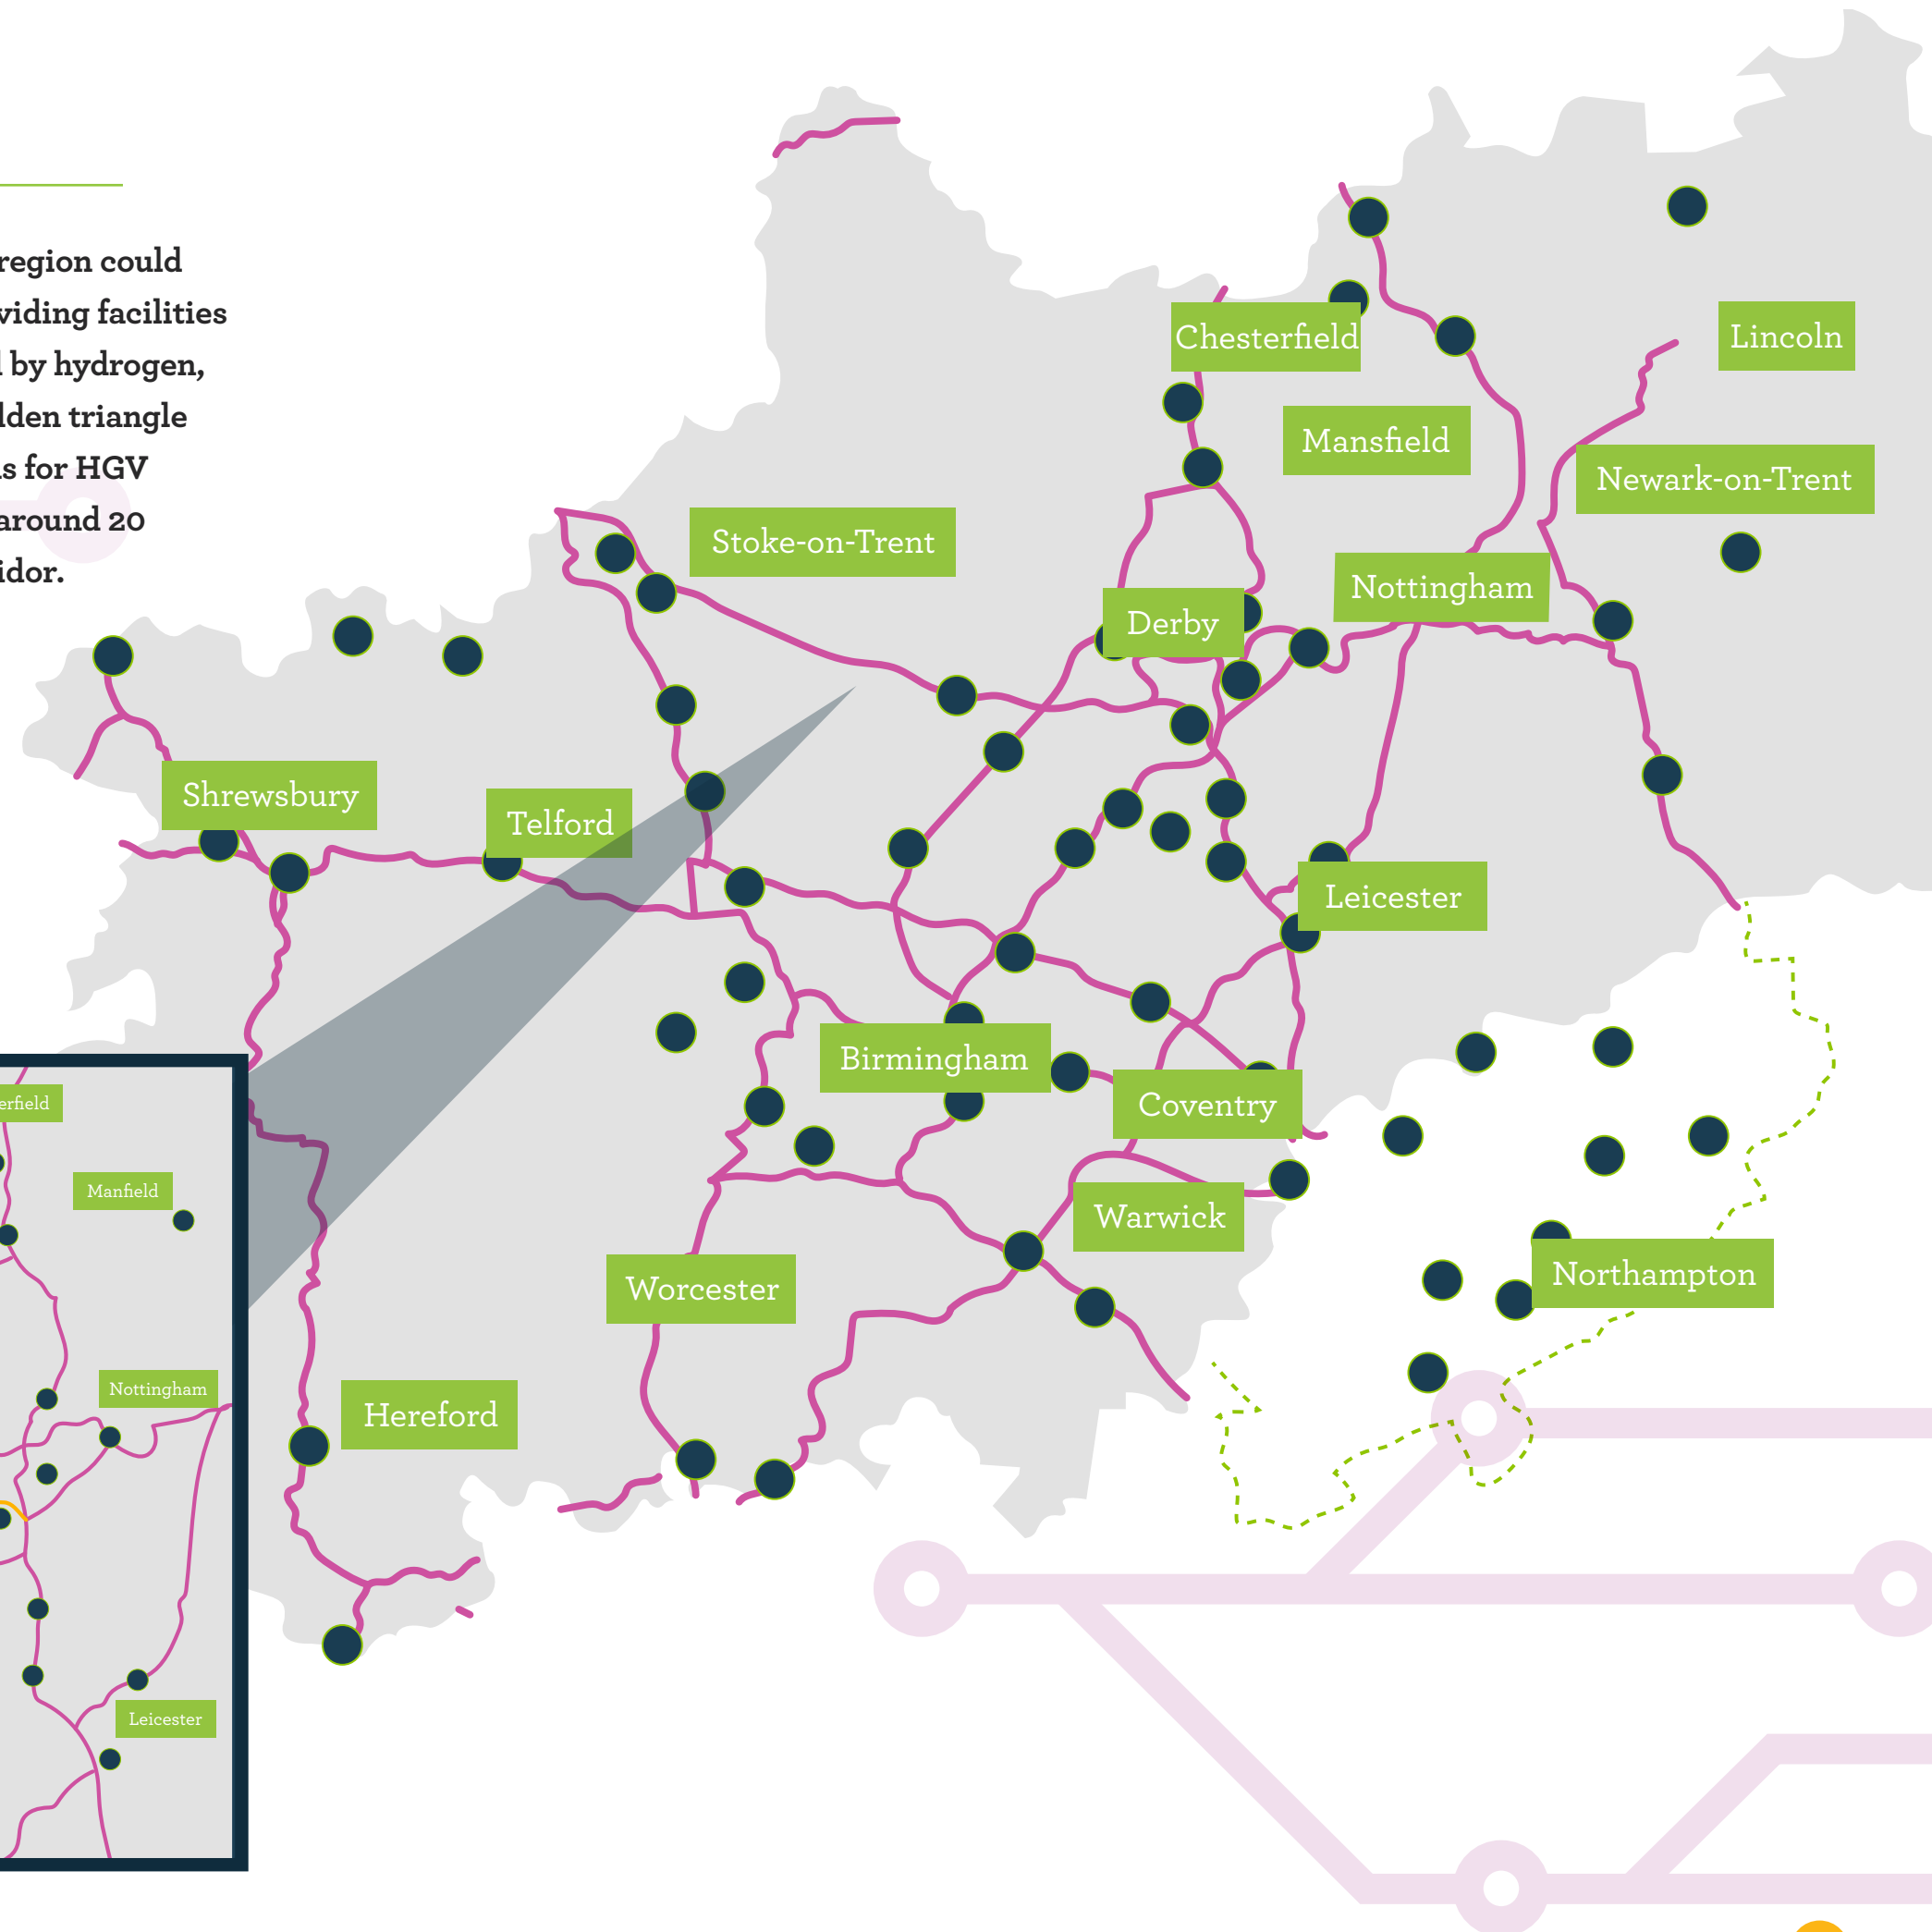 region could
viding facilities
by hydrogen,
lden triangle
s for HGV
around 20
idor.
Chesterfield
Lincoln
Mansfield
Newark-on-Trent
Stoke-on-Trent
Nottingham
Derby
Shrewsbury
Telford
Leicester
Birmingham
Coventry
Warwick
Northampton
Worcester
Hereford
erfield
Manfield
Nottingham
Leicester